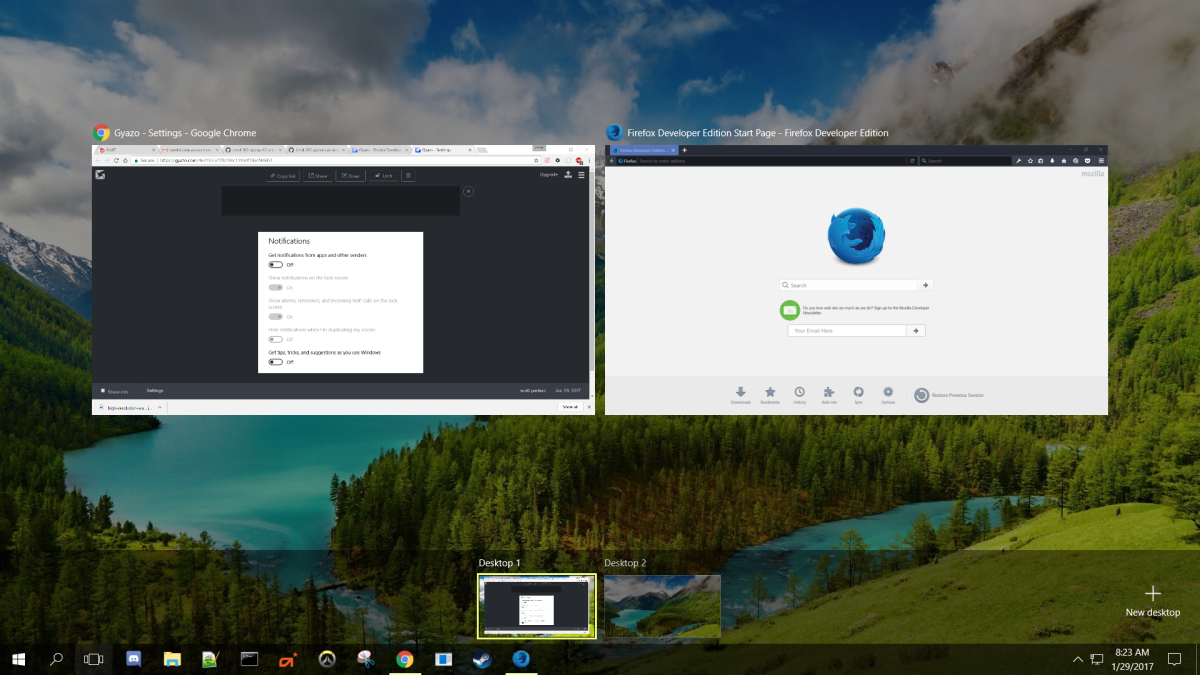 Gyazo - Settings - Google Chrome
Firefox Developer Edition Start Page - Firefox Developer Edition
Secure
Firefox
Search or enter address
Search
Copy link
Share
Draw
Lock
Upgrade
mozilla
Notifications
Get notifications from apps and other senders
Off
Show notifications on the lock screen
On
Show alarms, reminders, and incoming VoIP calls on the lock
screen
On
Hide notifications when I'm duplicating my screen
Off
Get tips, tricks, and suggestions as you use Windows
Off
Search
Do you love web dev as much as we do? Sign up for the Mozilla Developer
Newsletter
Your Email Here
Settings
Jan 29, 2017
Show all
Downloads
Bookmarks
History
Add-ons
Sync
Options
Restore Previous Session
Desktop 1
Desktop 2
New desktop
8:23 AM
1/29/2017